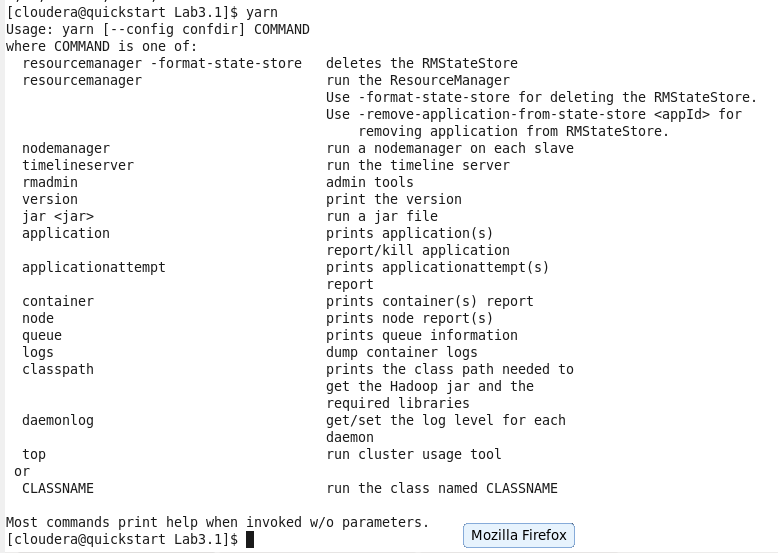 [cloudera@quickstart Lab3.1]$ yarn
Usage: yarn [--config confdir] COMMAND
where COMMAND is one of:
  resourcemanager -format-state-store   deletes the RMStateStore
  resourcemanager                       run the ResourceManager
                                        Use -format-state-store for deleting the RMStateStore.
                                        Use -remove-application-from-state-store <appId> for
                                            removing application from RMStateStore.
  nodemanager                           run a nodemanager on each slave
  timelineserver                        run the timeline server
  rmadmin                               admin tools
  version                               print the version
  jar <jar>                             run a jar file
  application                           prints application(s)
                                        report/kill application
  applicationattempt                    prints applicationattempt(s)
                                        report
  container                             prints container(s) report
  node                                  prints node report(s)
  queue                                 prints queue information
  logs                                  dump container logs
  classpath                             prints the class path needed to
                                        get the Hadoop jar and the
                                        required libraries
  daemonlog                             get/set the log level for each
                                        daemon
  top                                   run cluster usage tool
 or
  CLASSNAME                             run the class named CLASSNAME

Most commands print help when invoked w/o parameters.
[cloudera@quickstart Lab3.1]$
Mozilla Firefox